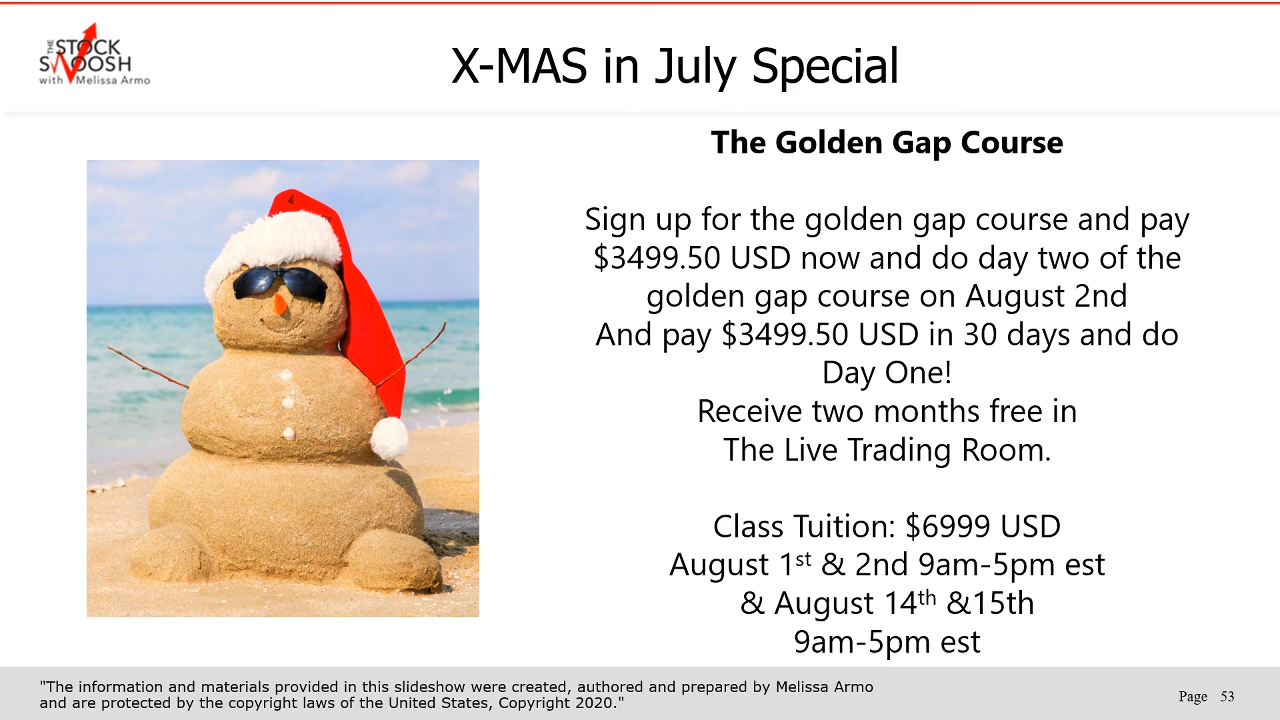 THE STOCK
SWOOSH
with Melissa Armo
X-MAS in July Special
The Golden Gap Course
Sign up for the golden gap course and pay
$3499.50 USD now and do day two of the
golden gap course on August 2nd
And pay $3499.50 USD in 30 days and do
Day One!
Receive two months free in
The Live Trading Room.
Class Tuition: $6999 USD
August 1st & 2nd 9am-5pm est
& August 14th &15th
9am-5pm est
"The information and materials provided in this slideshow were created, authored and prepared by Melissa Armo
and are protected by the copyright laws of the United States, Copyright 2020."
Page 53